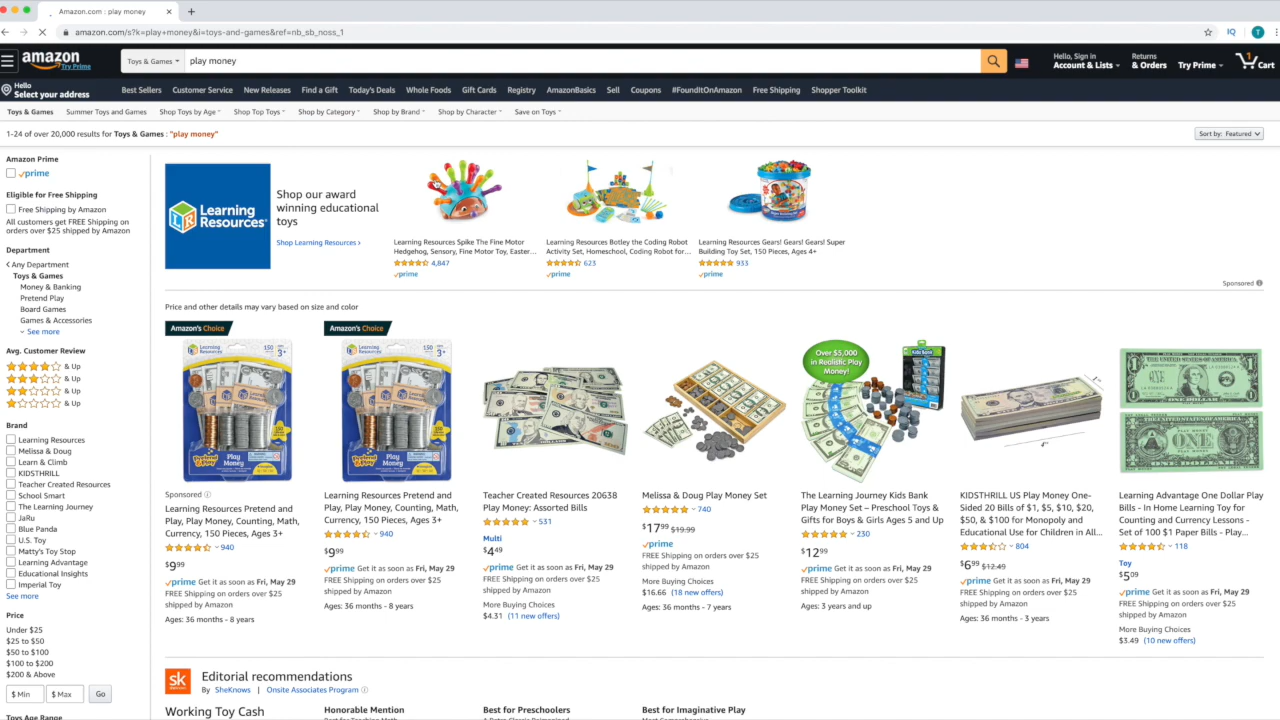 Amazon.com : play money
amazon.com/s?k=play+money&i=toys-and-games&ref=nb_sb_noss_1
IQ
T
amazon
Try Prime
Toys & Games
play money
Hello, Sign in
Account & Lists
Returns
& Orders
Try Prime
1
Cart
Hello
Select your address
Best Sellers Customer Service New Releases Find a Gift Today's Deals Whole Foods Gift Cards Registry AmazonBasics Sell Coupons #FoundItOnAmazon Free Shipping Shopper Toolkit
Toys & Games Summer Toys and Games Shop Toys by Age Shop Top Toys Shop by Category Shop by Brand Shop by Character Save on Toys
1-24 of over 20,000 results for Toys & Games : "play money"
Sort by: Featured
Amazon Prime
prime
Eligible for Free Shipping
Free Shipping by Amazon
All customers get FREE Shipping on
orders over $25 shipped by Amazon
Department
Any Department
Toys & Games
Money & Banking
Pretend Play
Board Games
Games & Accessories
See more
Avg. Customer Review
& Up
& Up
& Up
& Up
Brand
Learning Resources
Melissa & Doug
Learn & Climb
KIDSTHRILL
Teacher Created Resources
School Smart
The Learning Journey
JaRu
Blue Panda
U.S. Toy
Matty's Toy Stop
Learning Advantage
Educational Insights
Imperial Toy
See more
Price
Under $25
$25 to $50
$50 to $100
$100 to $200
$200 & Above
$ Min
$ Max
Go
Toys Age Range
LR Learning
Resources
Shop our award
winning educational
toys
Shop Learning Resources ›
Learning Resources Spike The Fine Motor
Hedgehog, Sensory, Fine Motor Toy, Easter...
4,847
prime
Learning Resources Botley the Coding Robot
Activity Set, Homeschool, Coding Robot for...
623
prime
Learning Resources Gears! Gears! Gears! Super
Building Toy Set, 150 Pieces, Ages 4+
933
prime
Sponsored
Price and other details may vary based on size and color
Amazon's Choice
Learning
Resources
150
3+
Play
Money
Sponsored
Learning Resources Pretend and
Play, Play Money, Counting, Math,
Currency, 150 Pieces, Ages 3+
940
$9.99
prime Get it as soon as Fri, May 29
FREE Shipping on orders over $25
shipped by Amazon
Ages: 36 months - 8 years
Amazon's Choice
Learning
Resources
150
3+
Play
Money
Learning Resources Pretend and
Play, Play Money, Counting, Math,
Currency, 150 Pieces, Ages 3+
940
$9.99
prime Get it as soon as Fri, May 29
FREE Shipping on orders over $25
shipped by Amazon
Ages: 36 months - 8 years
Teacher Created Resources 20638
Play Money: Assorted Bills
531
Multi
$4.49
prime Get it as soon as Fri, May 29
FREE Shipping on orders over $25
shipped by Amazon
More Buying Choices
$4.31 (11 new offers)
Melissa & Doug Play Money Set
740
$17.99 $19.99
prime
FREE Shipping on orders over $25
shipped by Amazon
More Buying Choices
$16.66 (18 new offers)
Ages: 36 months - 7 years
Over $5,000
in Realistic Play
Money!
Kids Bank
The Learning Journey Kids Bank
Play Money Set – Preschool Toys &
Gifts for Boys & Girls Ages 5 and Up
230
$12.99
prime Get it as soon as Fri, May 29
FREE Shipping on orders over $25
shipped by Amazon
Ages: 3 years and up
KIDSTHRILL US Play Money One-
Sided 20 Bills of $1, $5, $10, $20,
$50, & $100 for Monopoly and
Educational Use for Children in All...
804
$6.99 $12.49
prime Get it as soon as Fri, May 29
FREE Shipping on orders over $25
shipped by Amazon
Ages: 36 months - 3 years
ONE
Learning Advantage One Dollar Play
Bills - In Home Learning Toy for
Counting and Currency Lessons -
Set of 100 $1 Paper Bills - Play...
118
Toy
$5.09
prime Get it as soon as Fri, May 29
FREE Shipping on orders over $25
shipped by Amazon
More Buying Choices
$3.49 (10 new offers)
sk
Editorial recommendations
By SheKnows | Onsite Associates Program
Working Toy Cash
Honorable Mention
Best for Preschoolers
Best for Imaginative Play